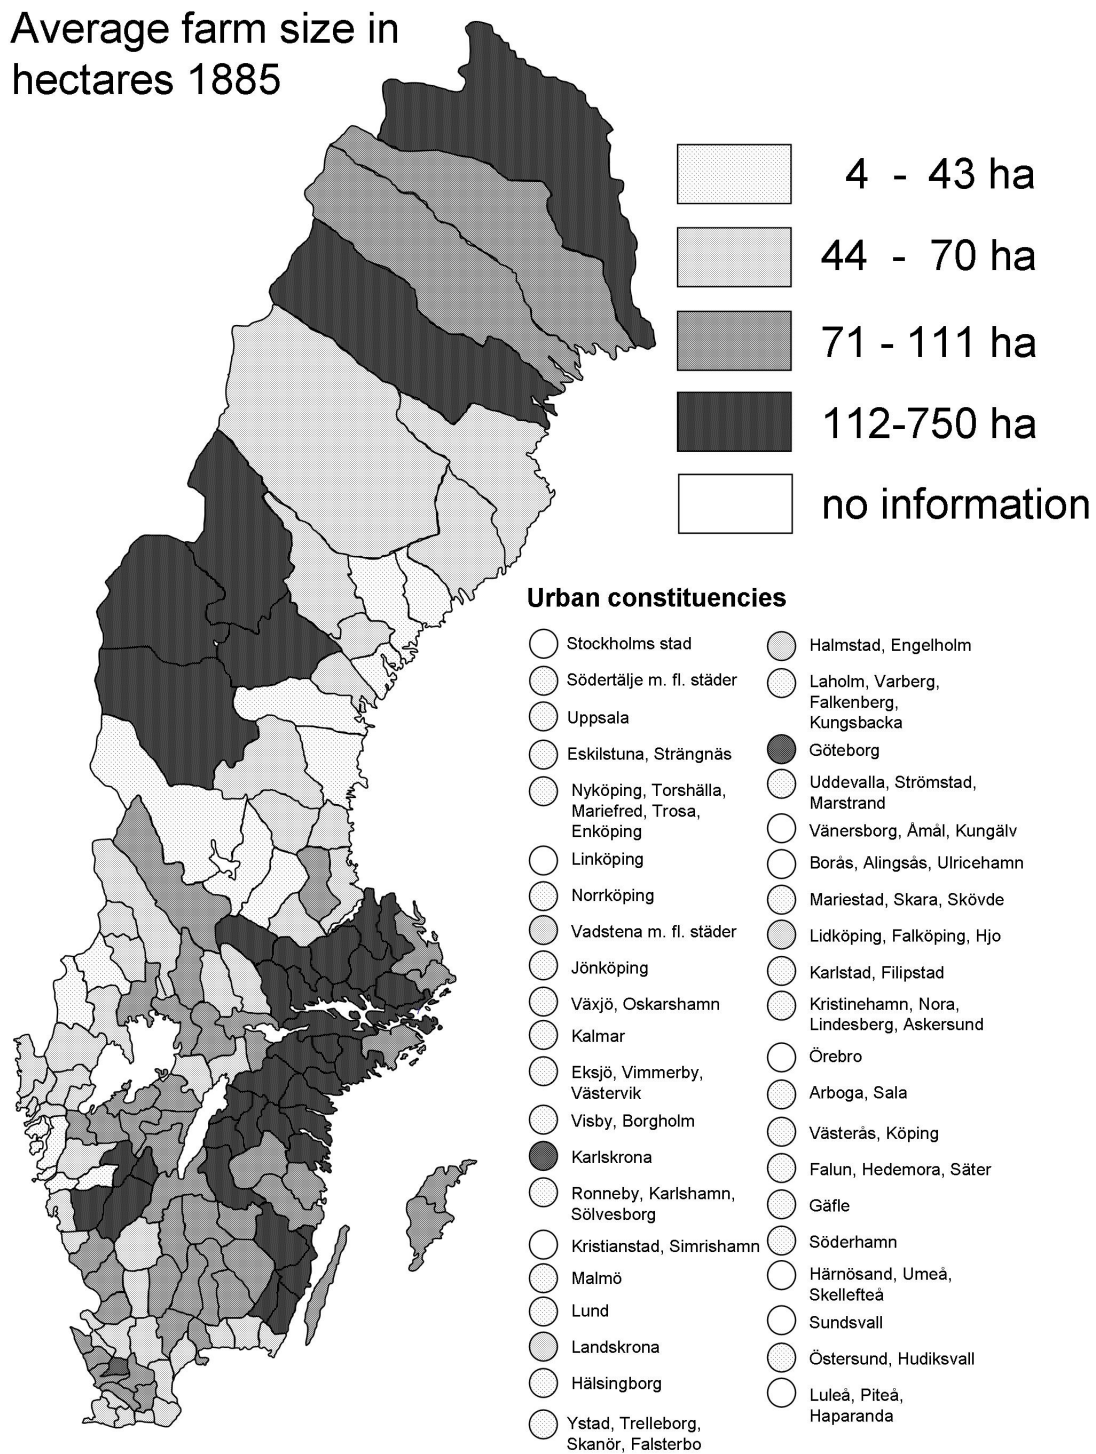 Average farm size in
hectares 1885
4 - 43 ha
44 - 70 ha
71 - 111 ha
112-750 ha
no information
Urban constituencies
Stockholms stad
Södertälje m. fl. städer
Uppsala
Eskilstuna, Strängnäs
Nyköping, Torshälla,
Mariefred, Trosa,
Enköping
Linköping
Norrköping
Vadstena m. fl. städer
Jönköping
Växjö, Oskarshamn
Kalmar
Eksjö, Vimmerby,
Västervik
Visby, Borgholm
Karlskrona
Ronneby, Karlshamn,
Sölvesborg
Kristianstad, Simrishamn
Malmö
Lund
Landskrona
Hälsingborg
Ystad, Trelleborg,
Skanör, Falsterbo
Halmstad, Engelholm
Laholm, Varberg,
Falkenberg,
Kungsbacka
Göteborg
Uddevalla, Strömstad,
Marstrand
Vänersborg, Åmål, Kungälv
Borås, Alingsås, Ulricehamn
Mariestad, Skara, Skövde
Lidköping, Falköping, Hjo
Karlstad, Filipstad
Kristinehamn, Nora,
Lindesberg, Askersund
Örebro
Arboga, Sala
Västerås, Köping
Falun, Hedemora, Säter
Gäfle
Söderhamn
Härnösand, Umeå,
Skellefteå
Sundsvall
Östersund, Hudiksvall
Luleå, Piteå,
Haparanda